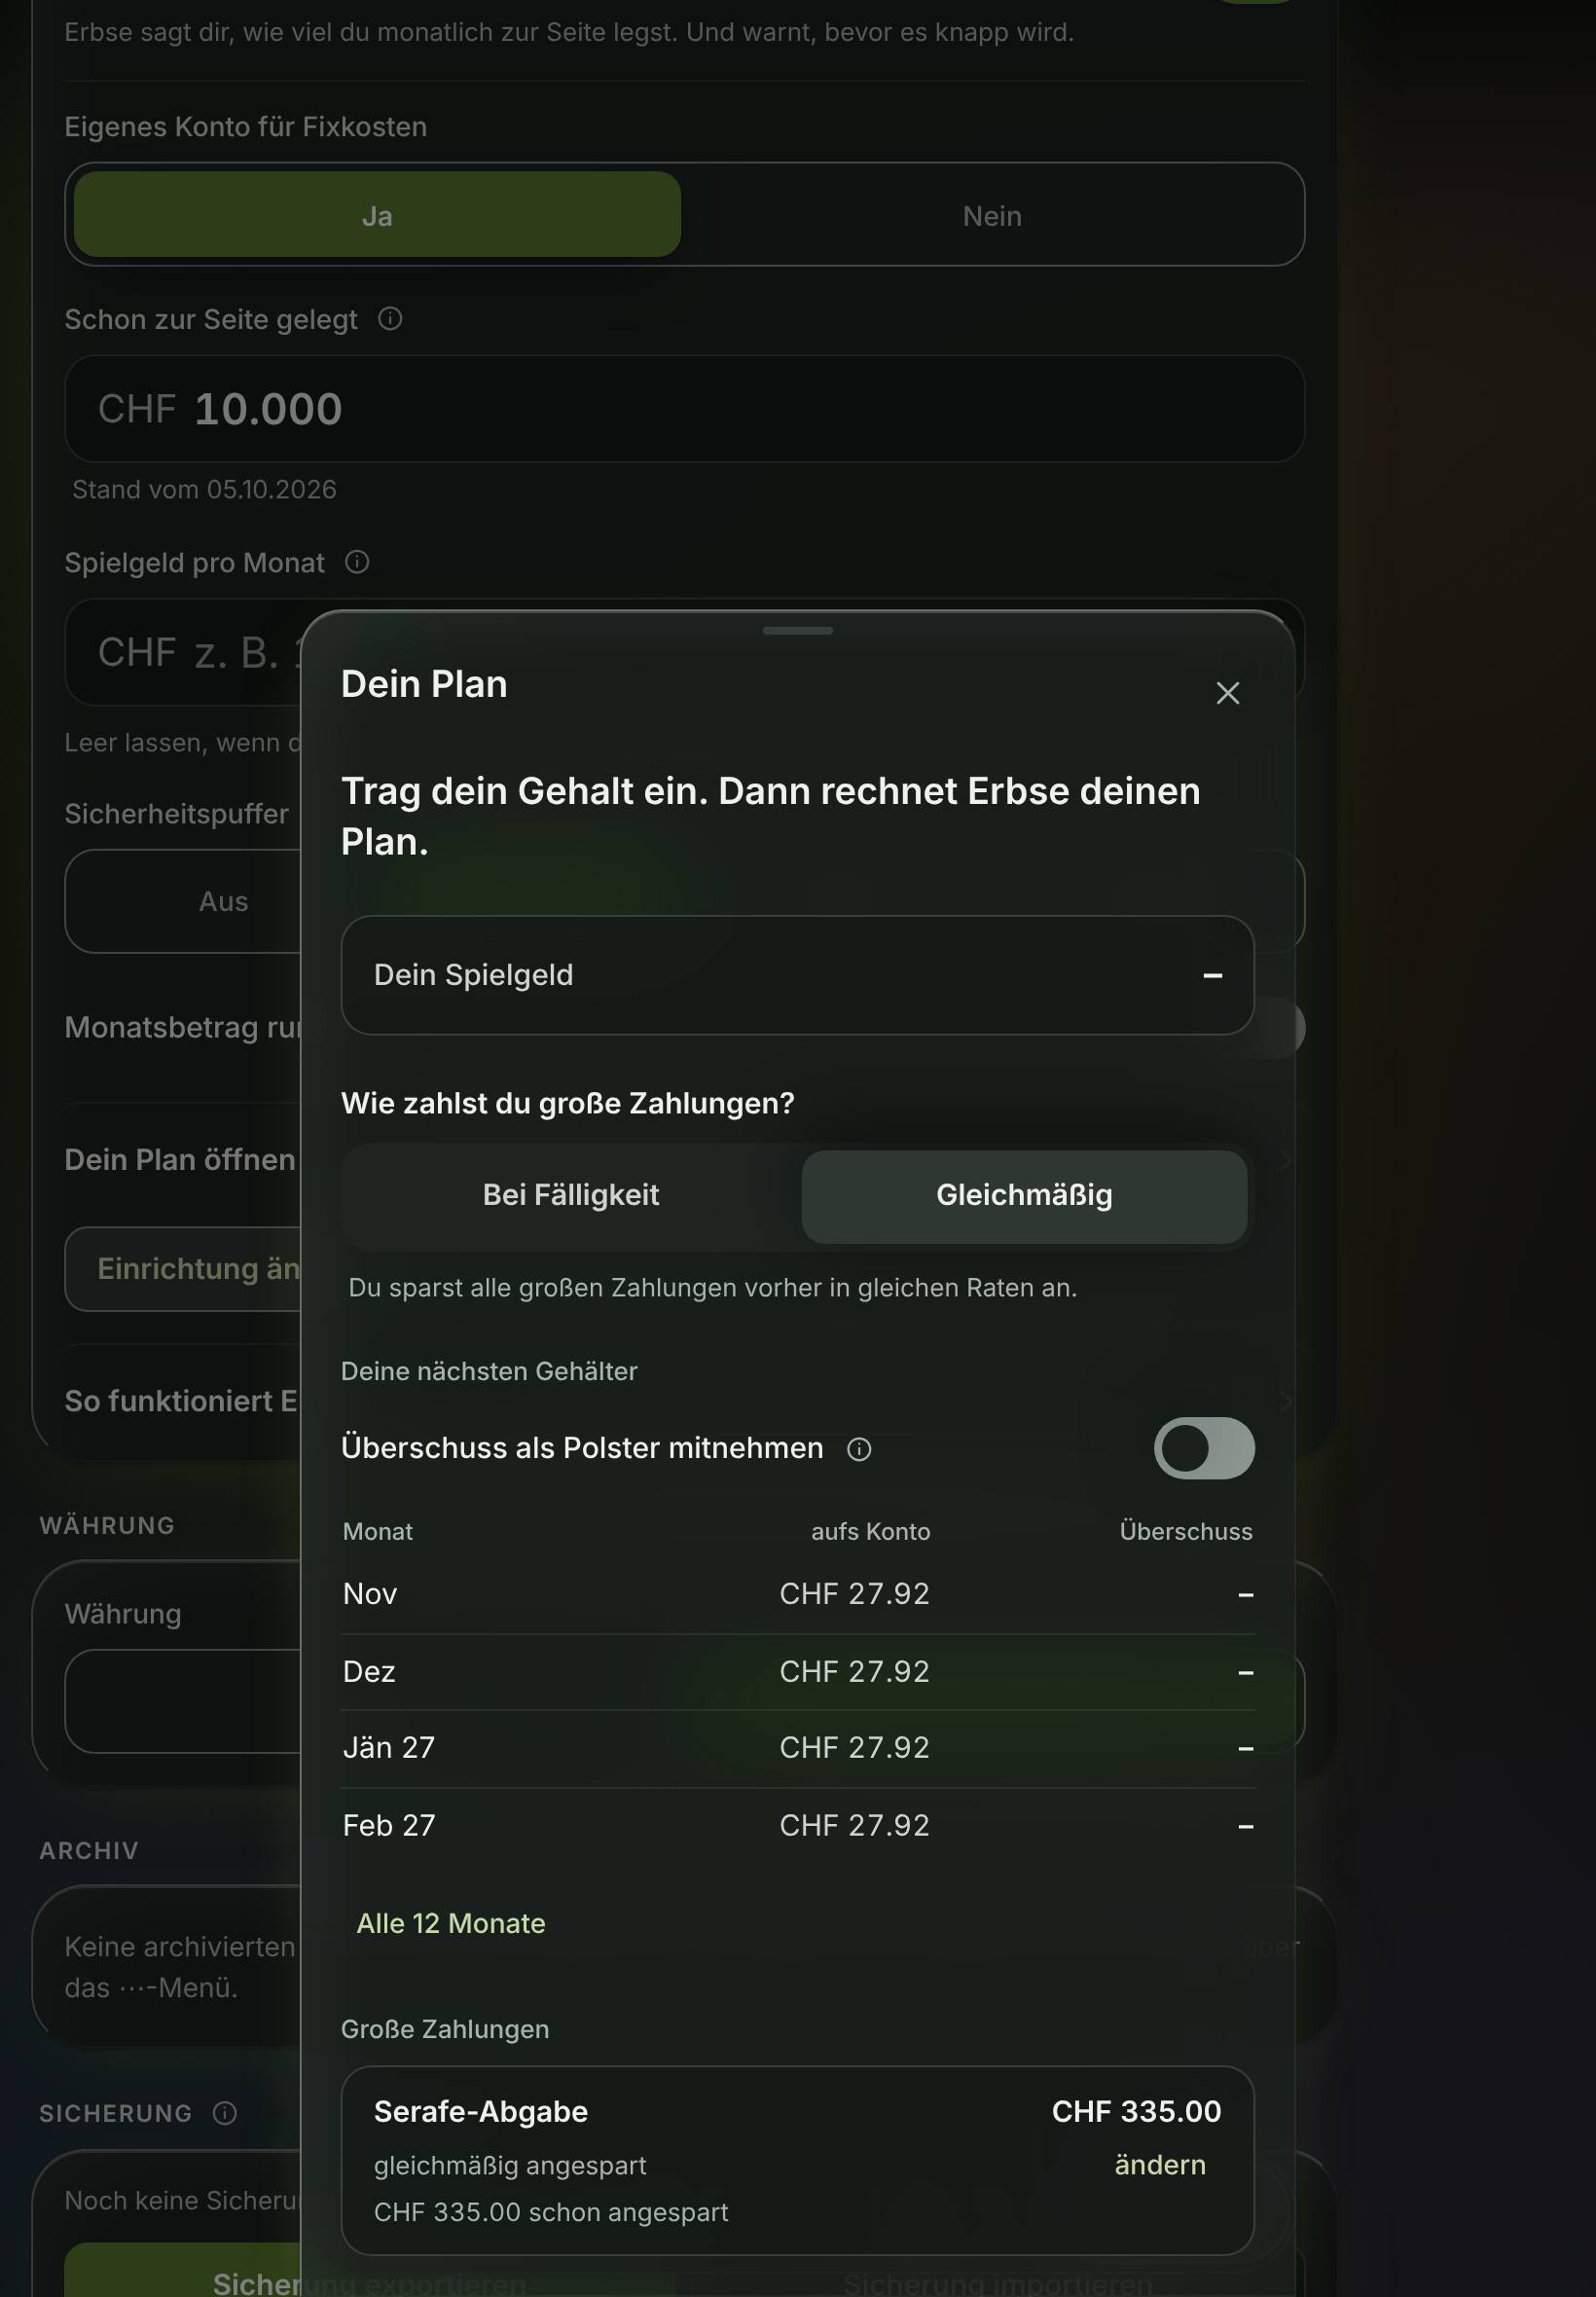 Erbse sagt dir, wie viel du monatlich zur Seite legst. Und warnt, bevor es knapp wird.
Eigenes Konto für Fixkosten
Ja
Nein
Schon zur Seite gelegt
CHF 10.000
Stand vom 05.10.2026
Spielgeld pro Monat
CHF z. B.
Leer lassen, wenn
Sicherheitspuffer
Aus
Monatsbetrag
Dein Plan öffnen
Einrichtung
So funktioniert
WÄHRUNG
Währung
ARCHIV
Keine archivierten
über
das ···-Menü.
SICHERUNG
Noch keine
Sicherung exportieren
Sicherung importieren
Dein Plan
Trag dein Gehalt ein. Dann rechnet Erbse deinen
Plan.
Dein Spielgeld
–
Wie zahlst du große Zahlungen?
Bei Fälligkeit
Gleichmäßig
Du sparst alle großen Zahlungen vorher in gleichen Raten an.
Deine nächsten Gehälter
Überschuss als Polster mitnehmen
Monat aufs Konto Überschuss
Nov CHF 27.92 –
Dez CHF 27.92 –
Jän 27 CHF 27.92 –
Feb 27 CHF 27.92 –
Alle 12 Monate
Große Zahlungen
Serafe-Abgabe CHF 335.00
gleichmäßig angespart ändern
CHF 335.00 schon angespart